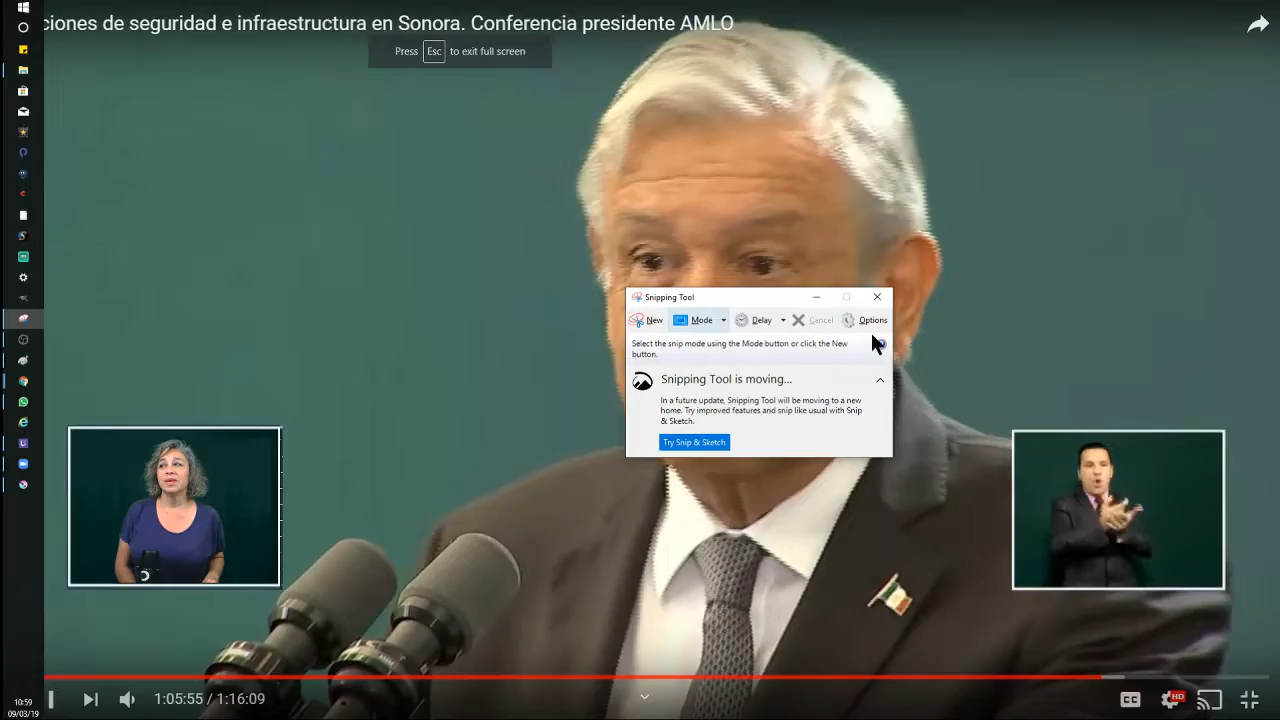 ciones de seguridad e infraestructura en Sonora. Conferencia presidente AMLO
Press Esc to exit full screen
Snipping Tool
New Mode Delay Cancel Options
Select the snip mode using the Mode button or click the New
button.
Snipping Tool is moving...
In a future update, Snipping Tool will be moving to a new
home. Try improved features and snip like usual with Snip
& Sketch.
Try Snip & Sketch
1:05:55 / 1:16:09
CC
HD
10:59
09/03/19